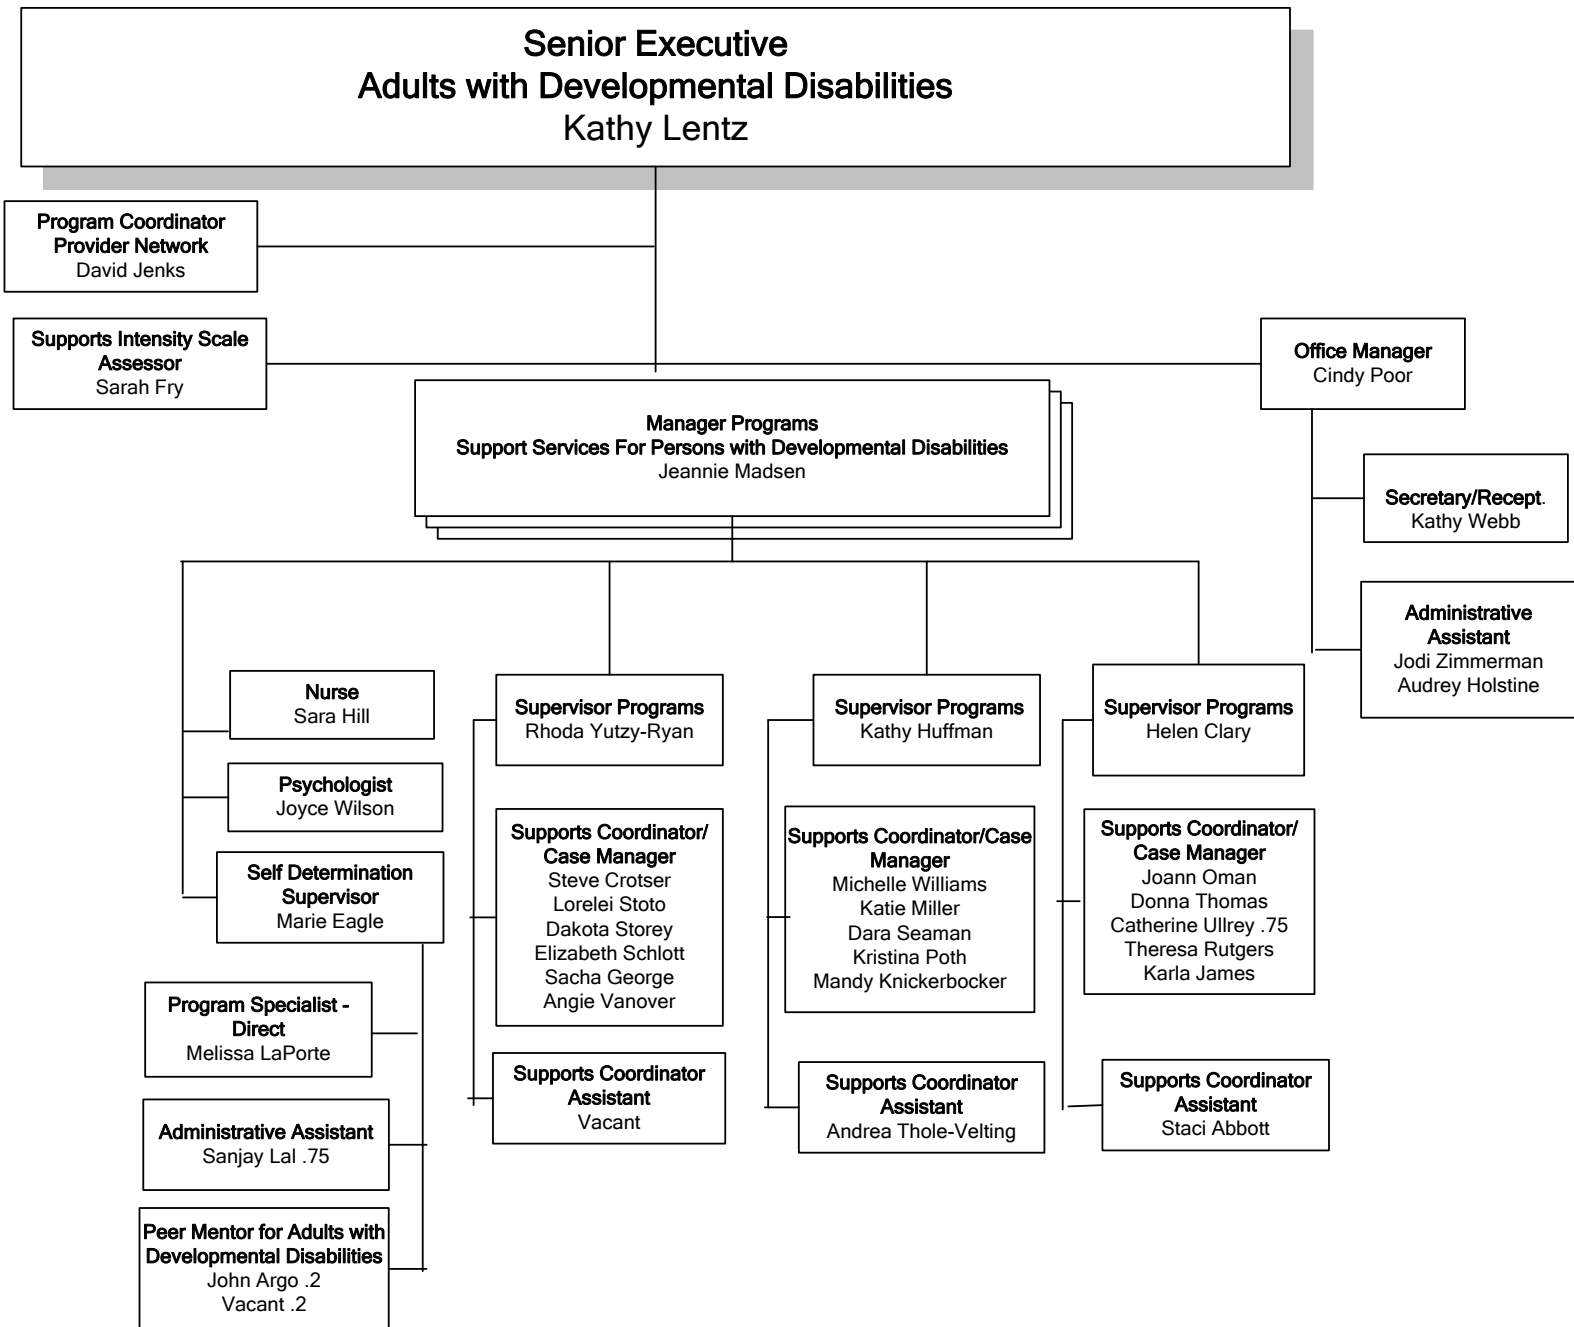 Senior Executive
Adults with Developmental Disabilities
Kathy Lentz
Program Coordinator
Provider Network
David Jenks
Supports Intensity Scale
Assessor
Sarah Fry
Office Manager
Cindy Poor
Manager Programs
Support Services For Persons with Developmental Disabilities
Jeannie Madsen
Secretary/Recept.
Kathy Webb
Administrative
Assistant
Jodi Zimmerman
Audrey Holstine
Nurse
Sara Hill
Psychologist
Joyce Wilson
Self Determination
Supervisor
Marie Eagle
Program Specialist -
Direct
Melissa LaPorte
Administrative Assistant
Sanjay Lal .75
Peer Mentor for Adults with
Developmental Disabilities
John Argo .2
Vacant .2
Supervisor Programs
Rhoda Yutzy-Ryan
Supports Coordinator/
Case Manager
Steve Crotser
Lorelei Stoto
Dakota Storey
Elizabeth Schlott
Sacha George
Angie Vanover
Supports Coordinator
Assistant
Vacant
Supervisor Programs
Kathy Huffman
Supports Coordinator/Case
Manager
Michelle Williams
Katie Miller
Dara Seaman
Kristina Poth
Mandy Knickerbocker
Supports Coordinator
Assistant
Andrea Thole-Velting
Supervisor Programs
Helen Clary
Supports Coordinator/
Case Manager
Joann Oman
Donna Thomas
Catherine Ullrey .75
Theresa Rutgers
Karla James
Supports Coordinator
Assistant
Staci Abbott